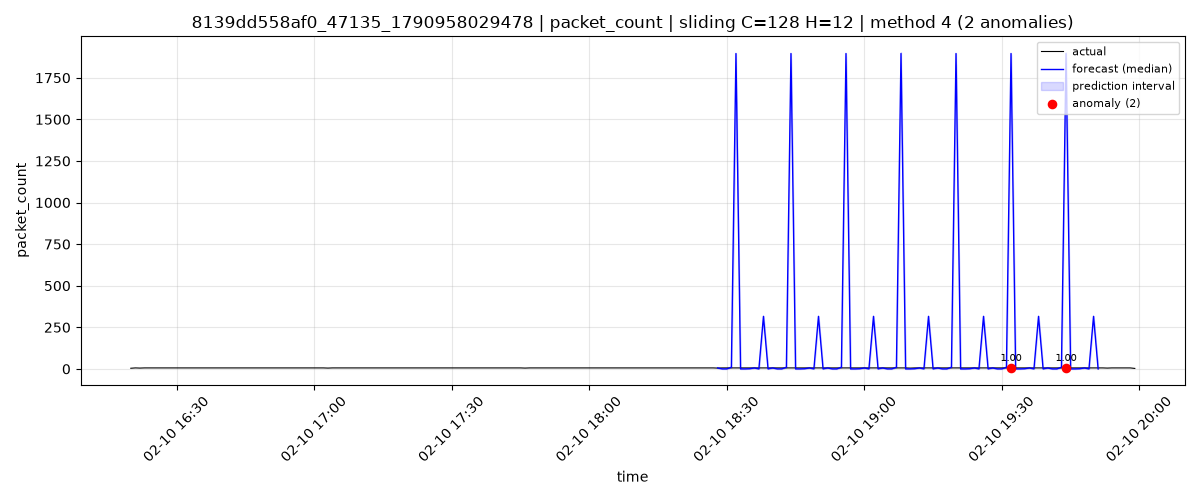 8139dd558af0_47135_1790958029478 | packet_count | sliding C=128 H=12 | method 4 (2 anomalies)
actual
forecast (median)
prediction interval
anomaly (2)
packet_count
1750
1500
1250
1000
750
500
250
0
1.00
1.00
02-10 16:30
02-10 17:00
02-10 17:30
02-10 18:00
02-10 18:30
02-10 19:00
02-10 19:30
02-10 20:00
time